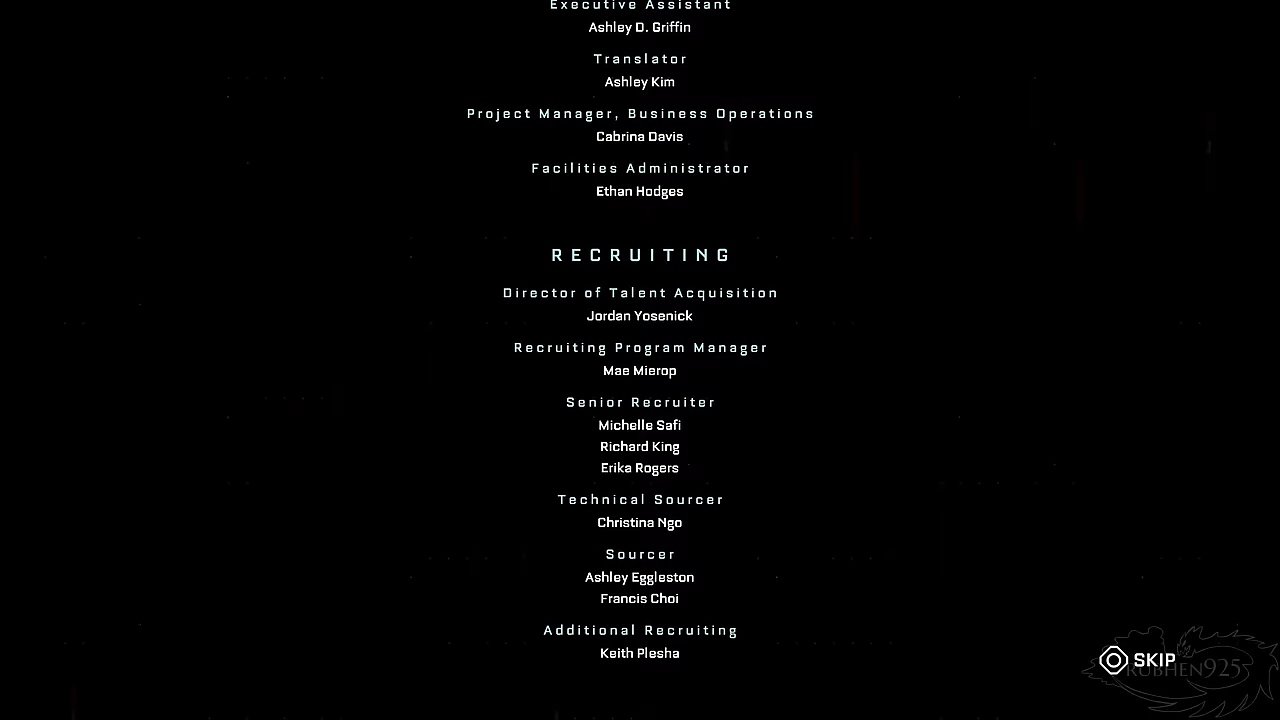 Executive Assistant
Ashley D. Griffin
Translator
Ashley Kim
Project Manager, Business Operations
Cabrina Davis
Facilities Administrator
Ethan Hodges
RECRUITING
Director of Talent Acquisition
Jordan Yosenick
Recruiting Program Manager
Mae Mierop
Senior Recruiter
Michelle Safi
Richard King
Erika Rogers
Technical Sourcer
Christina Ngo
Sourcer
Ashley Eggleston
Francis Choi
Additional Recruiting
Keith Plesha
SKIP
RUBHEN925